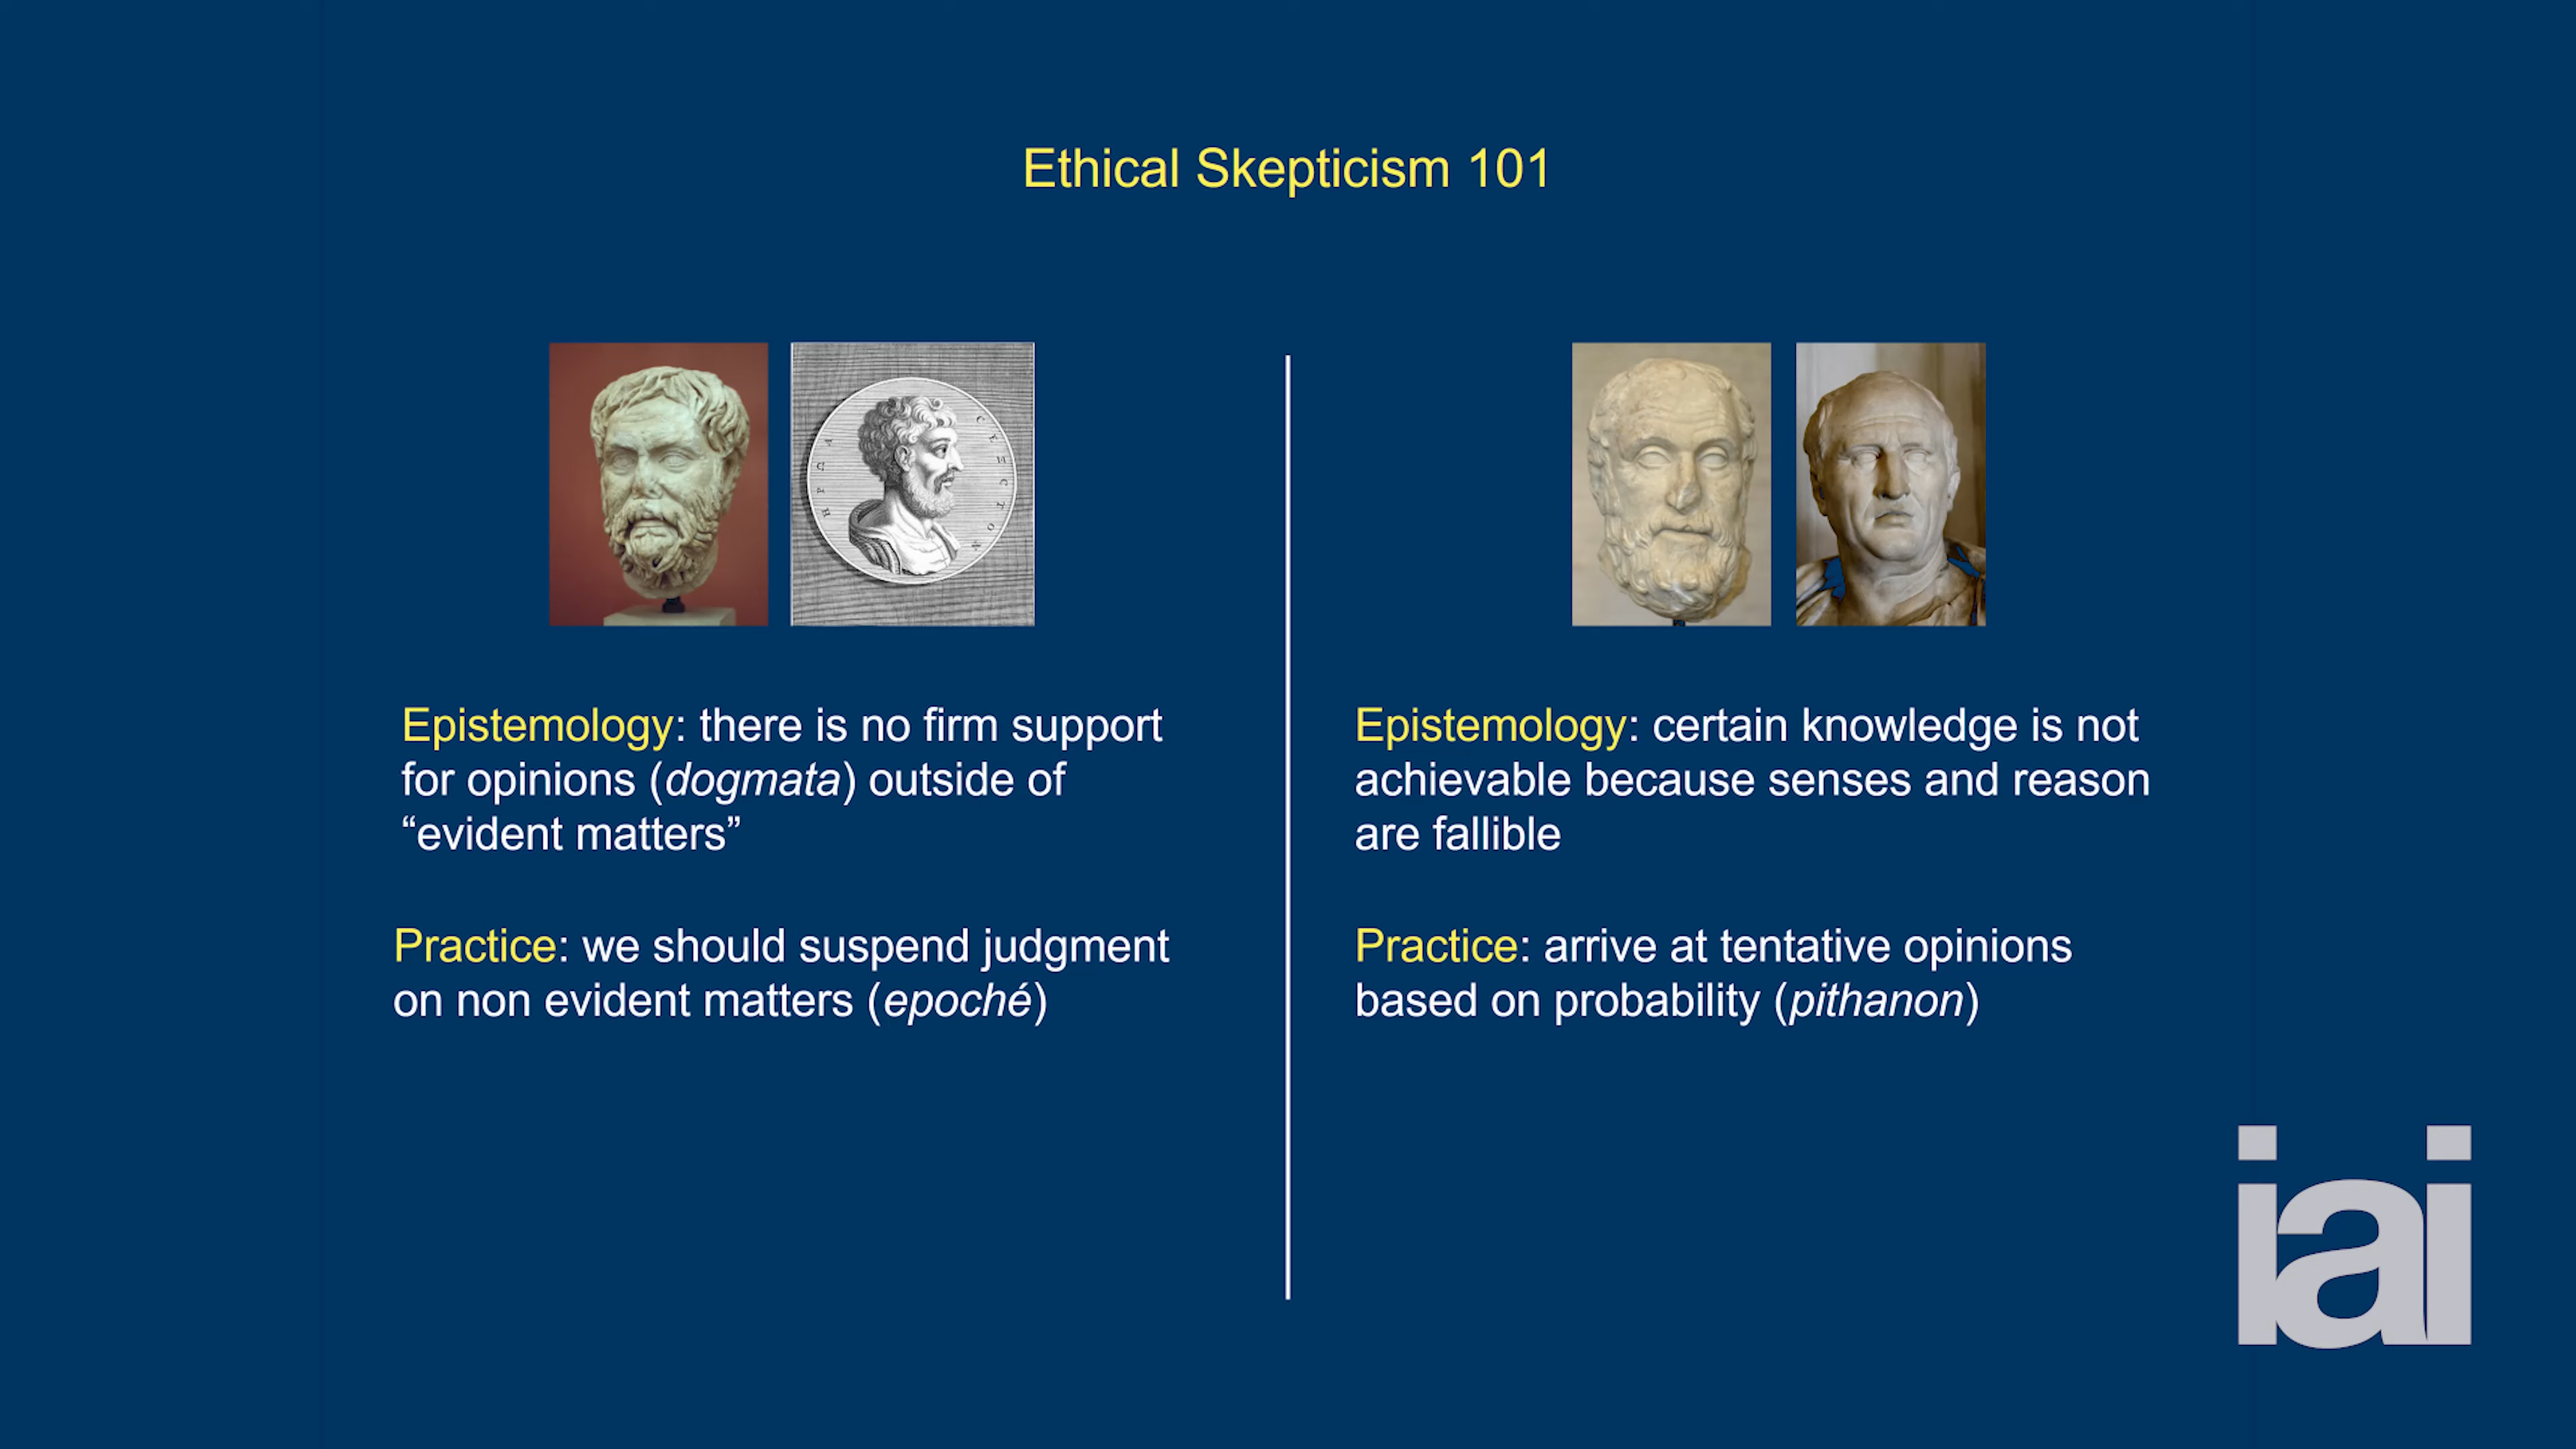 Ethical Skepticism 101
Epistemology: there is no firm support
for opinions (dogmata) outside of
“evident matters”
Practice: we should suspend judgment
on non evident matters (epoché)
Epistemology: certain knowledge is not
achievable because senses and reason
are fallible
Practice: arrive at tentative opinions
based on probability (pithanon)
iai